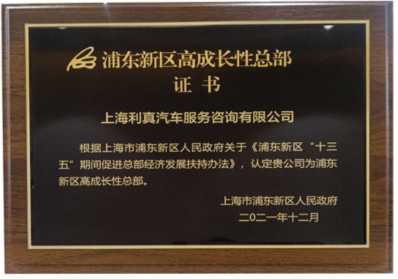 浦东新区高成长性总部
证书
上海利真汽车服务咨询有限公司
根据上海市浦东新区人民政府关于《浦东新区“十三
五”期间促进总部经济发展扶持办法》，认定贵公司为浦东
新区高成长性总部。
上海市浦东新区人民政府
二〇二一年十二月